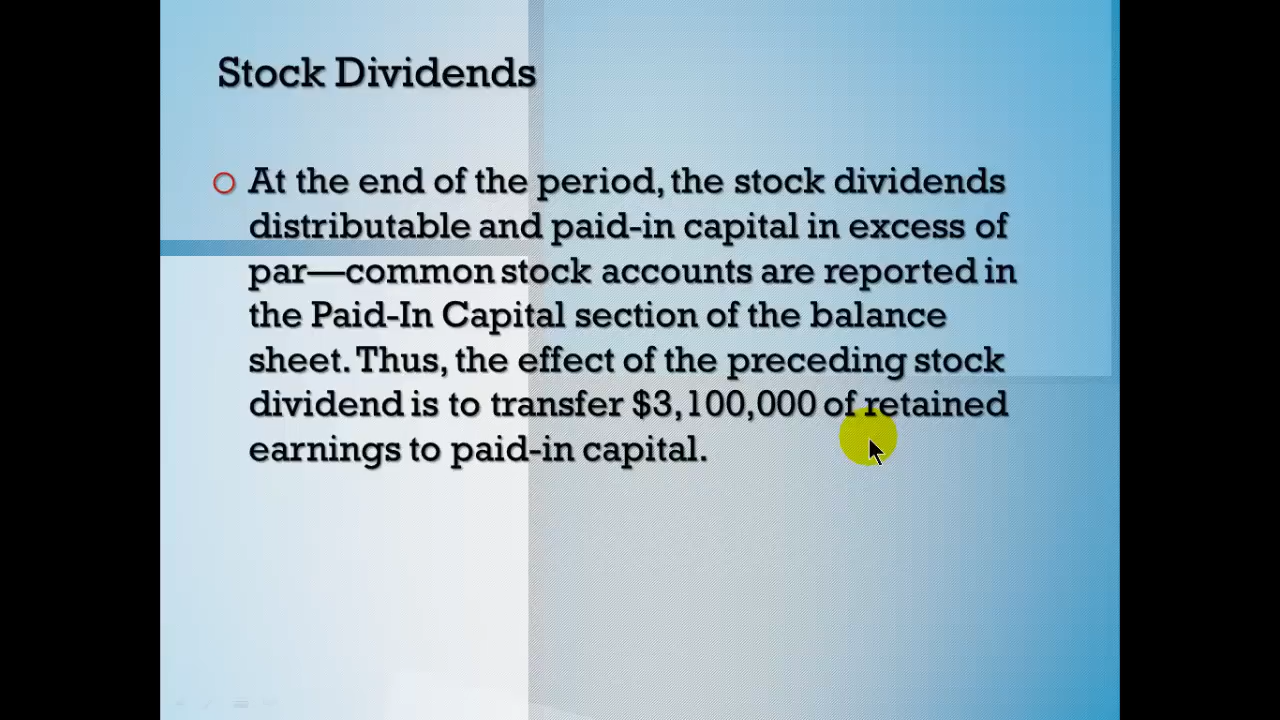 Stock Dividends
At the end of the period, the stock dividends
distributable and paid-in capital in excess of
par—common stock accounts are reported in
the Paid-In Capital section of the balance
sheet. Thus, the effect of the preceding stock
dividend is to transfer $3,100,000 of retained
earnings to paid-in capital.